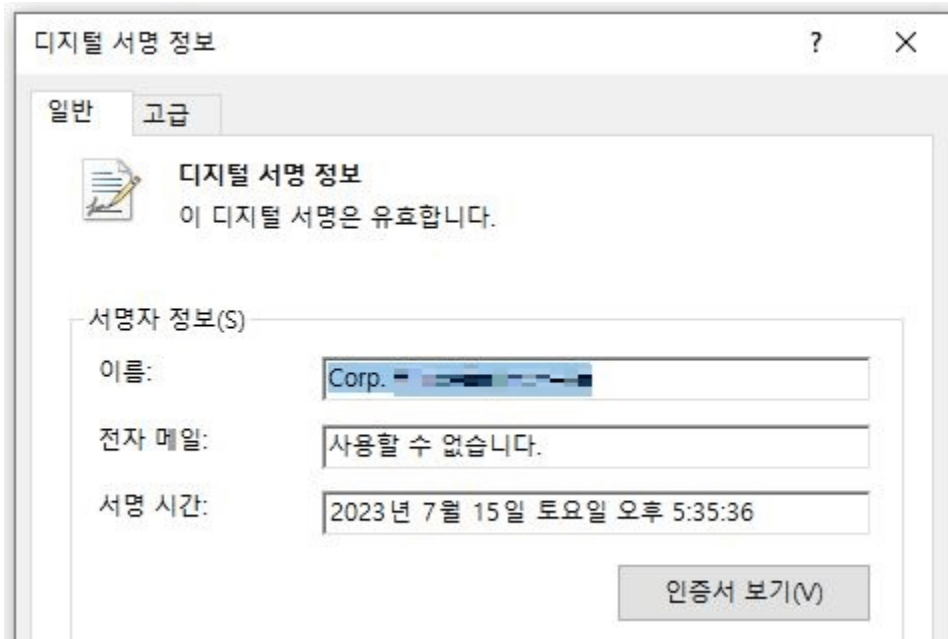 디지털 서명 정보
일반 고급
디지털 서명 정보
이 디지털 서명은 유효합니다.
서명자 정보(S)
이름: Corp.
전자 메일: 사용할 수 없습니다.
서명 시간: 2023년 7월 15일 토요일 오후 5:35:36
인증서 보기(V)